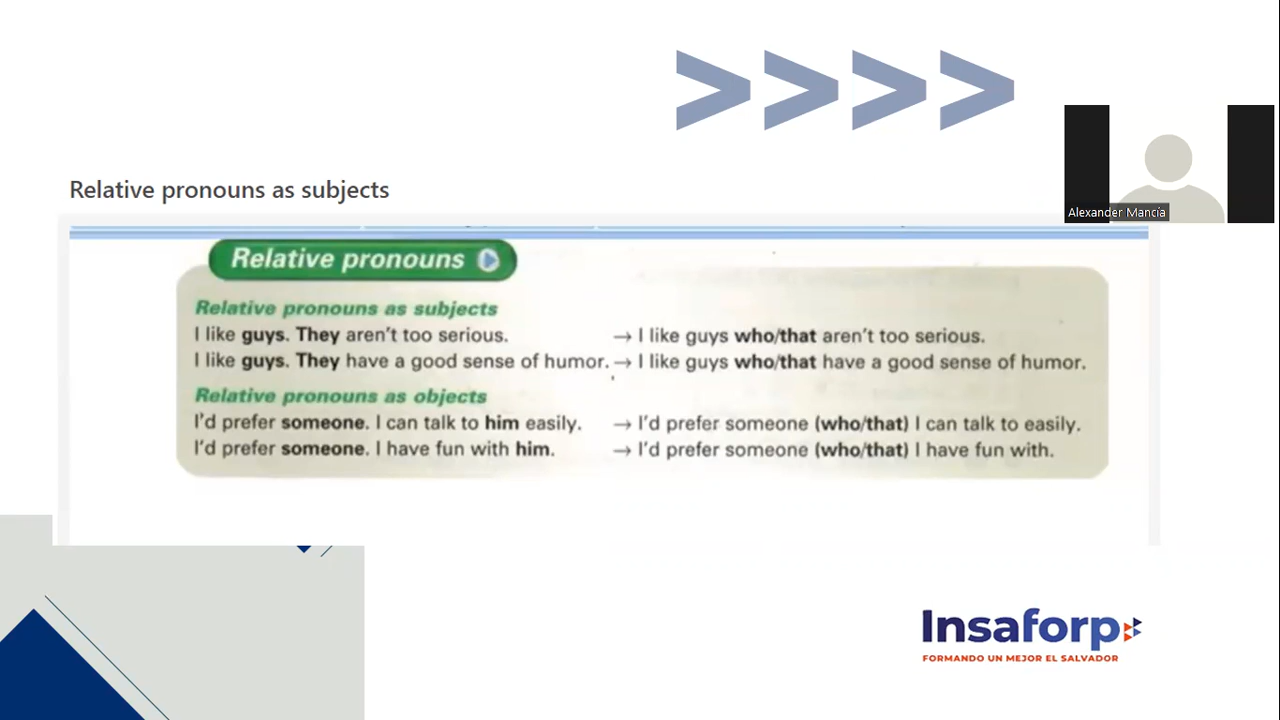 >>>>
Alexander Mancía
Relative pronouns as subjects
Relative pronouns
Relative pronouns as subjects
I like guys. They aren't too serious. → I like guys who/that aren't too serious.
I like guys. They have a good sense of humor. → I like guys who/that have a good sense of humor.
Relative pronouns as objects
I'd prefer someone. I can talk to him easily. → I'd prefer someone (who/that) I can talk to easily.
I'd prefer someone. I have fun with him. → I'd prefer someone (who/that) I have fun with.
Insaforp
FORMANDO UN MEJOR EL SALVADOR